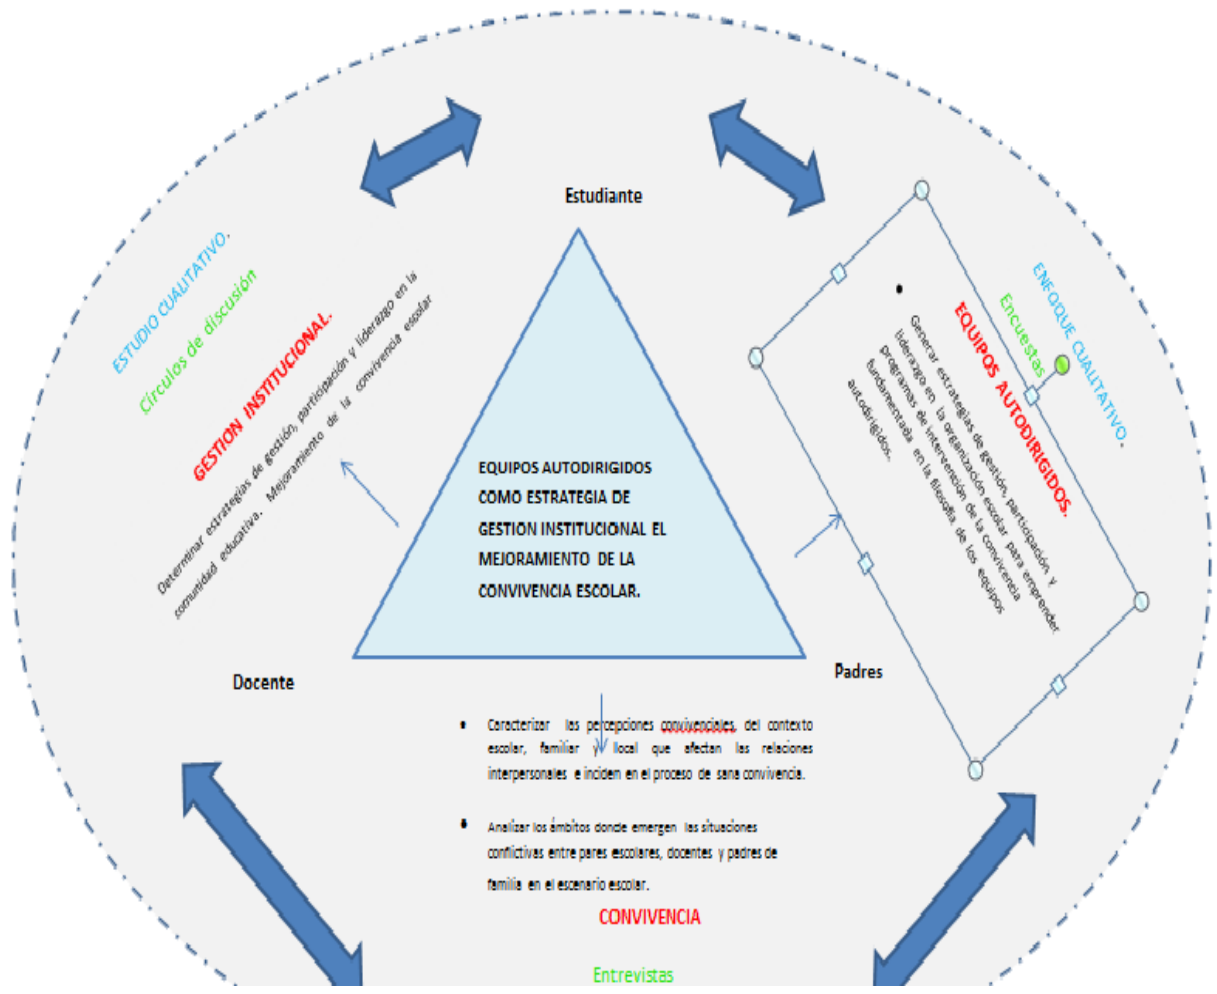 Estudiante
ESTUDIO CUALITATIVO.
Círculos de discusión
GESTION INSTITUCIONAL.
Determinar estrategias de gestión, participación y liderazgo en la
comunidad educativa. Mejoramiento de la convivencia escolar
EQUIPOS AUTODIRIGIDOS
COMO ESTRATEGIA DE
GESTION INSTITUCIONAL EL
MEJORAMIENTO DE LA
CONVIVENCIA ESCOLAR.
ENFOQUE CUALITATIVO.
Encuestas
EQUIPOS AUTODIRIGIDOS.
• Generar estrategias de gestión, participación y
liderazgo en la organización escolar para emprender
programas de intervención de la convivencia
fundamentada en la filosofía de los equipos
autodirigidos.
Docente
Padres
• Caracterizar las percepciones convivenciales, del contexto
escolar, familiar y local que afectan las relaciones
interpersonales e inciden en el proceso de sana convivencia.
• Analizar los ámbitos donde emergen las situaciones
conflictivas entre pares escolares, docentes y padres de
familia en el escenario escolar.
CONVIVENCIA
Entrevistas